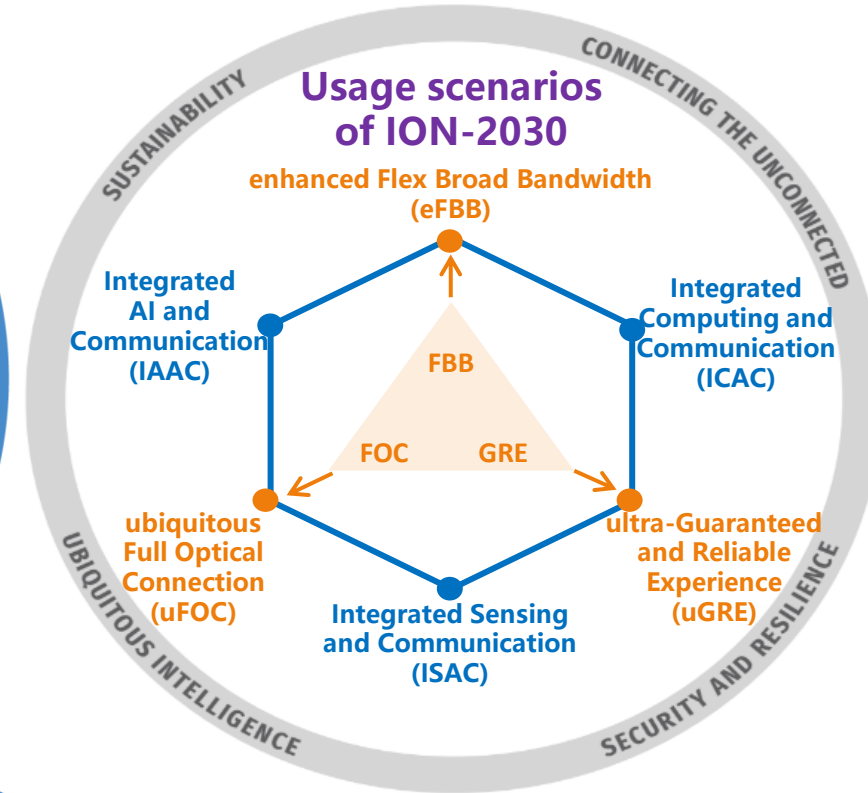 SUSTAINABILITY
CONNECTING THE UNCONNECTED
Usage scenarios
of ION-2030
enhanced Flex Broad Bandwidth
(eFBB)
Integrated
AI and
Communication
(IAAC)
Integrated
Computing and
Communication
(ICAC)
FBB
FOC
GRE
ubiquitous
Full Optical
Connection
(uFOC)
ultra-Guaranteed
and Reliable
Experience
(uGRE)
Integrated Sensing
and Communication
(ISAC)
UBIQUITOUS INTELLIGENCE
SECURITY AND RESILIENCE